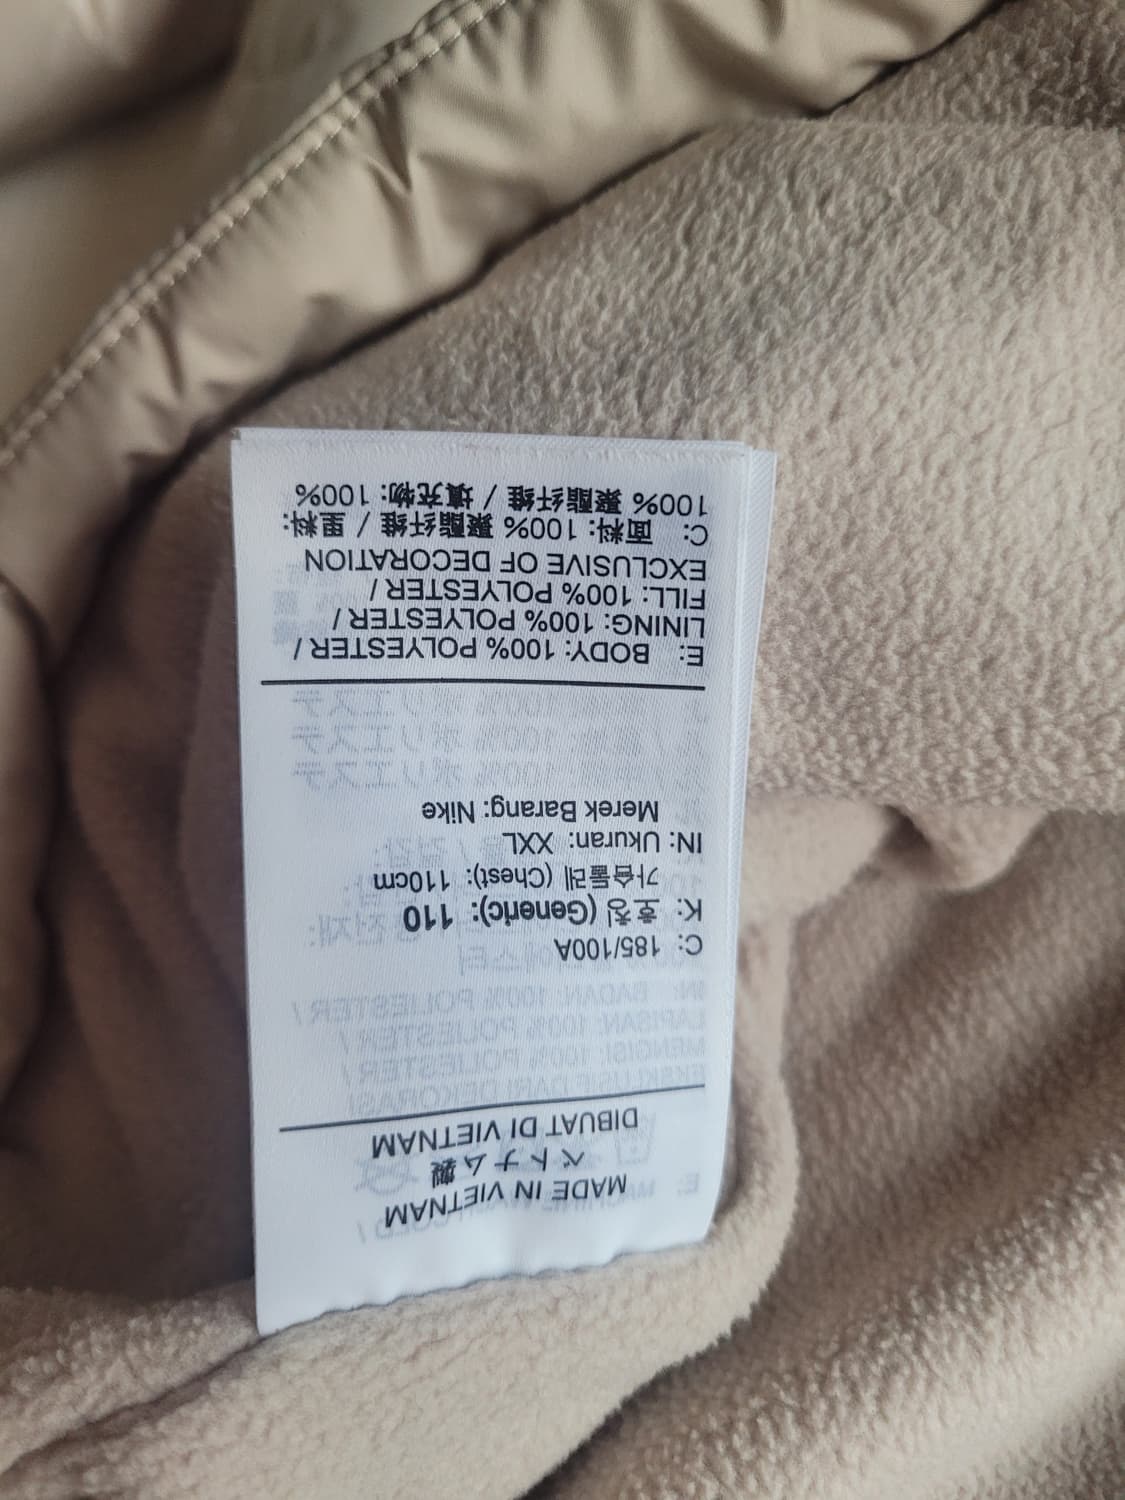 MADE IN VIETNAM
ベトナム製
DIBUAT DI VIETNAM
C: 185/100A
K: 호칭 (Generic): 110
가슴둘레 (Chest): 110cm
IN: Ukuran: XXL
Merek Barang: Nike
E: BODY: 100% POLYESTER /
LINING: 100% POLYESTER /
FILL: 100% POLYESTER /
EXCLUSIVE OF DECORATION
C: 面料: 100% 聚酯纤维 / 里料:
100% 聚酯纤维 / 填充物: 100%